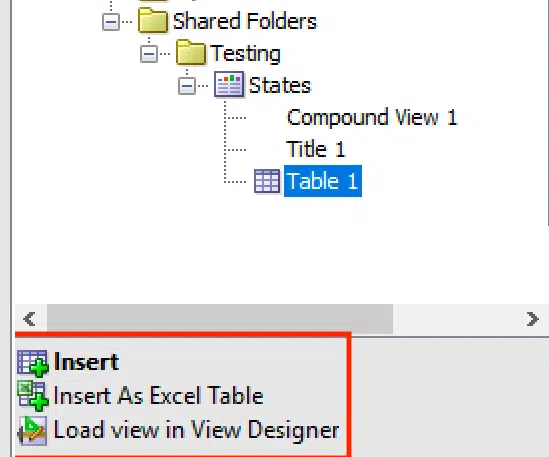 Shared Folders
Testing
States
Compound View 1
Title 1
Table 1
Insert
Insert As Excel Table
Load view in View Designer